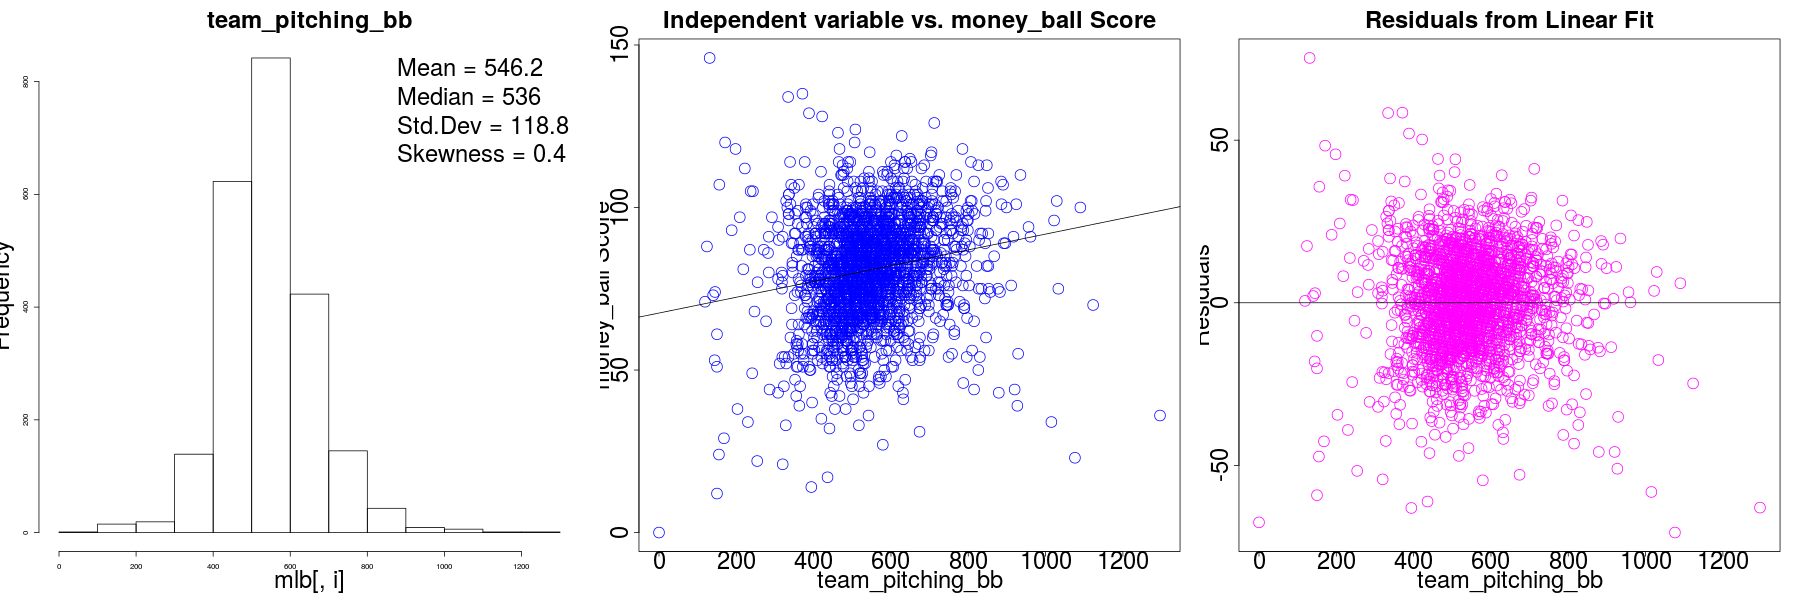 team_pitching_bb
Mean = 546.2
Median = 536
Std.Dev = 118.8
Skewness = 0.4
Frequency
0
200
400
600
800
0 200 400 600 800 1000 1200
mlb[, i]
Independent variable vs. money_ball Score
money_ball Score
0
50
100
150
0 200 400 600 800 1000 1200
team_pitching_bb
Residuals from Linear Fit
Residuals
-50
0
50
0 200 400 600 800 1000 1200
team_pitching_bb